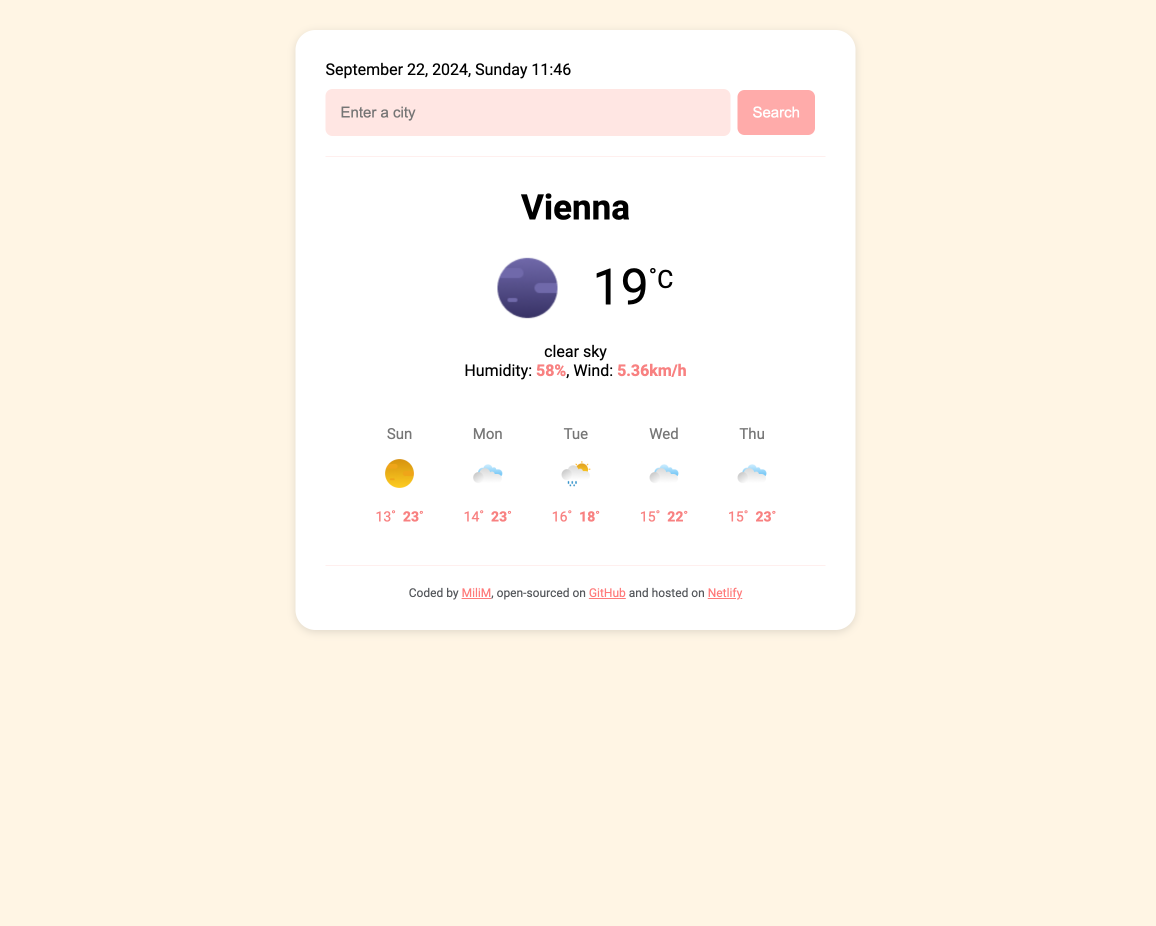 September 22, 2024, Sunday 11:46
Enter a city
Search
Vienna
19°C
clear sky
Humidity: 58%, Wind: 5.36km/h
Sun Mon Tue Wed Thu
13° 23° 14° 23° 16° 18° 15° 22° 15° 23°
Coded by MiliM, open-sourced on GitHub and hosted on Netlify